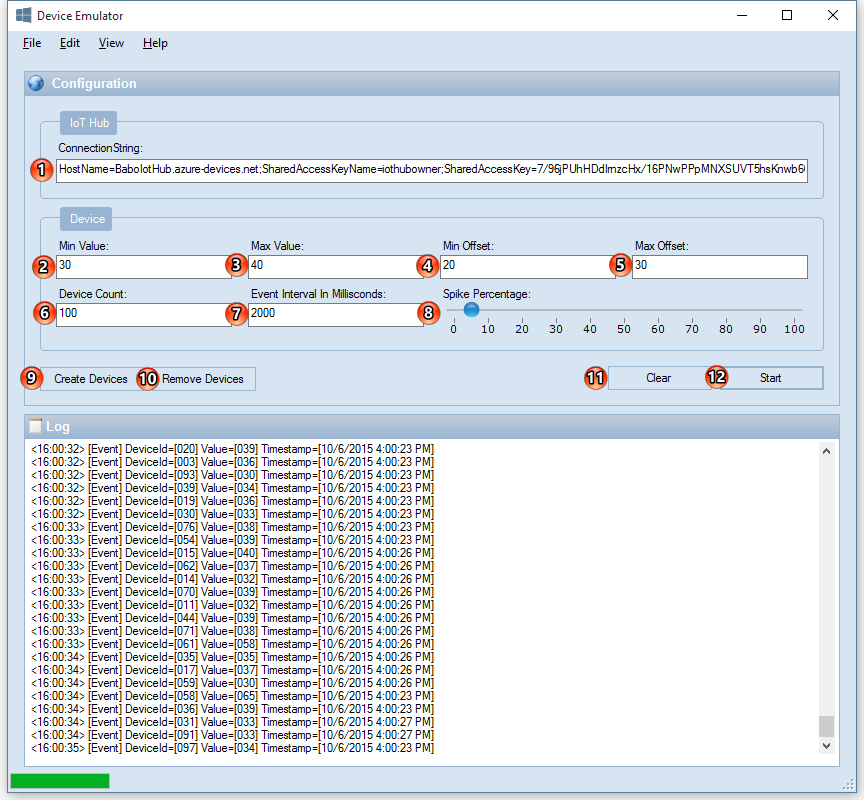 Device Emulator
File Edit View Help
Configuration
IoT Hub
ConnectionString:
1 HostName=BaboIotHub.azure-devices.net;SharedAccessKeyName=iothubowner;SharedAccessKey=7/96jPUhHDdlmzcHx/16PNwPPpMNXSUVT5hsKnwb6
Device
Min Value: Max Value: Min Offset: Max Offset:
2 30 3 40 4 20 5 30
Device Count: Event Interval In Millisconds: Spike Percentage:
6 100 7 2000 8
0 10 20 30 40 50 60 70 80 90 100
9 Create Devices 10 Remove Devices 11 Clear 12 Start
Log
<16:00:32> [Event] DeviceId=[020] Value=[039] Timestamp=[10/6/2015 4:00:23 PM]
<16:00:32> [Event] DeviceId=[003] Value=[036] Timestamp=[10/6/2015 4:00:23 PM]
<16:00:32> [Event] DeviceId=[093] Value=[030] Timestamp=[10/6/2015 4:00:23 PM]
<16:00:32> [Event] DeviceId=[039] Value=[034] Timestamp=[10/6/2015 4:00:23 PM]
<16:00:32> [Event] DeviceId=[019] Value=[036] Timestamp=[10/6/2015 4:00:23 PM]
<16:00:32> [Event] DeviceId=[030] Value=[033] Timestamp=[10/6/2015 4:00:23 PM]
<16:00:33> [Event] DeviceId=[076] Value=[038] Timestamp=[10/6/2015 4:00:23 PM]
<16:00:33> [Event] DeviceId=[054] Value=[039] Timestamp=[10/6/2015 4:00:23 PM]
<16:00:33> [Event] DeviceId=[015] Value=[040] Timestamp=[10/6/2015 4:00:26 PM]
<16:00:33> [Event] DeviceId=[062] Value=[037] Timestamp=[10/6/2015 4:00:26 PM]
<16:00:33> [Event] DeviceId=[014] Value=[032] Timestamp=[10/6/2015 4:00:26 PM]
<16:00:33> [Event] DeviceId=[070] Value=[039] Timestamp=[10/6/2015 4:00:26 PM]
<16:00:33> [Event] DeviceId=[011] Value=[032] Timestamp=[10/6/2015 4:00:26 PM]
<16:00:33> [Event] DeviceId=[044] Value=[039] Timestamp=[10/6/2015 4:00:26 PM]
<16:00:33> [Event] DeviceId=[071] Value=[038] Timestamp=[10/6/2015 4:00:26 PM]
<16:00:33> [Event] DeviceId=[061] Value=[058] Timestamp=[10/6/2015 4:00:26 PM]
<16:00:34> [Event] DeviceId=[035] Value=[035] Timestamp=[10/6/2015 4:00:26 PM]
<16:00:34> [Event] DeviceId=[017] Value=[037] Timestamp=[10/6/2015 4:00:26 PM]
<16:00:34> [Event] DeviceId=[059] Value=[030] Timestamp=[10/6/2015 4:00:26 PM]
<16:00:34> [Event] DeviceId=[058] Value=[065] Timestamp=[10/6/2015 4:00:23 PM]
<16:00:34> [Event] DeviceId=[036] Value=[039] Timestamp=[10/6/2015 4:00:23 PM]
<16:00:34> [Event] DeviceId=[031] Value=[033] Timestamp=[10/6/2015 4:00:27 PM]
<16:00:34> [Event] DeviceId=[091] Value=[033] Timestamp=[10/6/2015 4:00:27 PM]
<16:00:35> [Event] DeviceId=[097] Value=[034] Timestamp=[10/6/2015 4:00:23 PM]